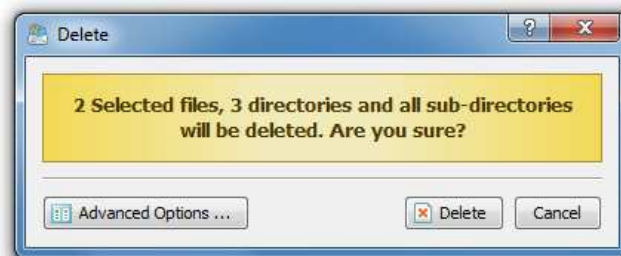 Delete
2 Selected files, 3 directories and all sub-directories
will be deleted. Are you sure?
Advanced Options ...
Delete
Cancel